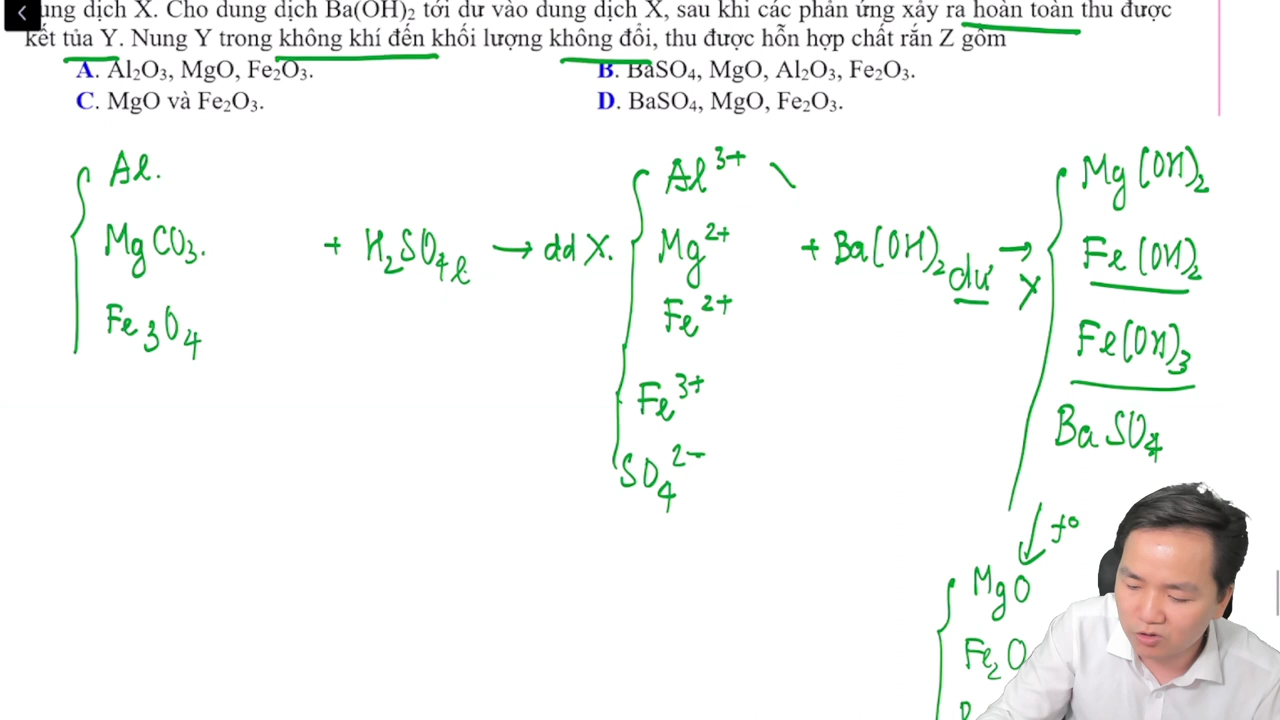 dung dịch X. Cho dung dịch Ba(OH)₂ tới dư vào dung dịch X, sau khi các phản ứng xảy ra hoàn toàn thu được
kết tủa Y. Nung Y trong không khí đến khối lượng không đổi, thu được hỗn hợp chất rắn Z gồm
A. Al₂O₃, MgO, Fe₂O₃.
B. BaSO₄, MgO, Al₂O₃, Fe₂O₃.
C. MgO và Fe₂O₃.
D. BaSO₄, MgO, Fe₂O₃.
Al.
MgCO₃.
Fe₃O₄
+ H₂SO₄ℓ → dd X.
Al³⁺
Mg²⁺
Fe²⁺
Fe³⁺
SO₄²⁻
+ Ba(OH)₂ dư →
Y
Mg(OH)₂
Fe(OH)₂
Fe(OH)₃
BaSO₄
t°
MgO
Fe₂O